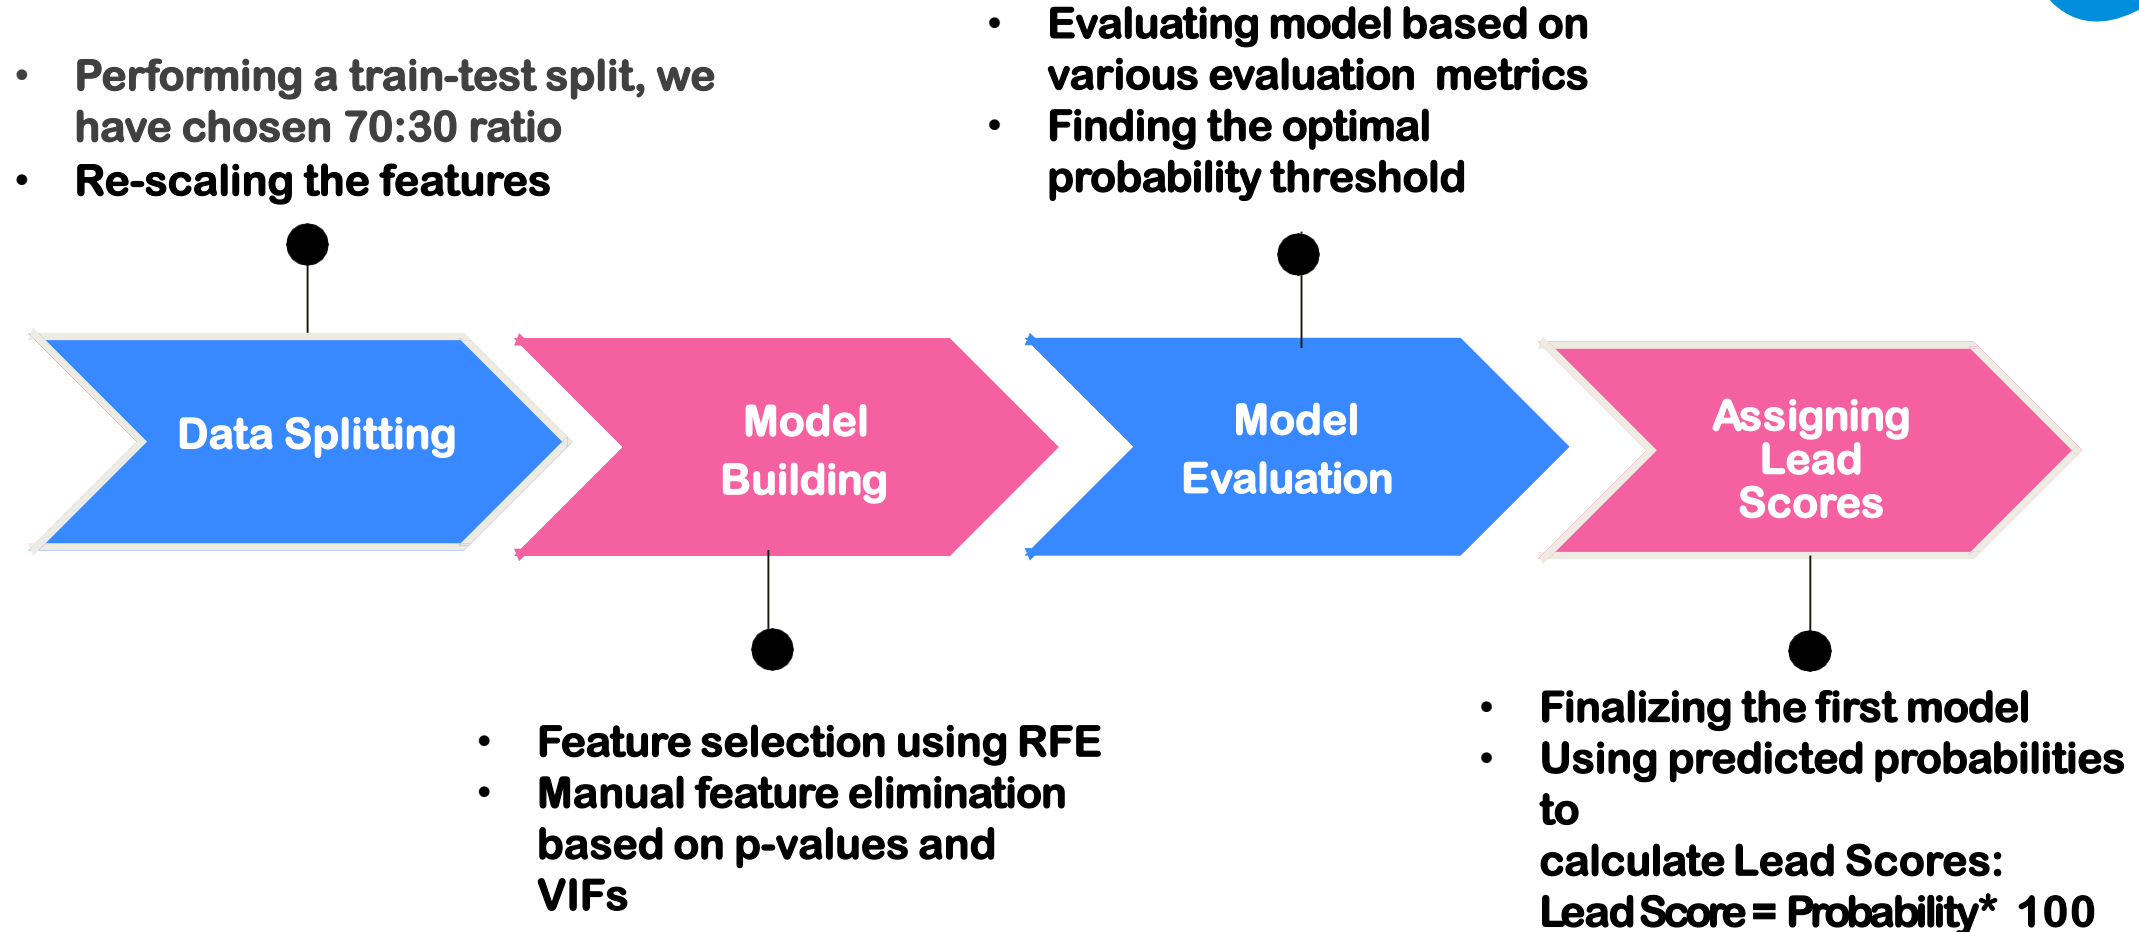 • Performing a train-test split, we
have chosen 70:30 ratio
• Re-scaling the features
• Evaluating model based on
various evaluation metrics
• Finding the optimal
probability threshold
Data Splitting
Model
Building
Model
Evaluation
Assigning
Lead
Scores
• Feature selection using RFE
• Manual feature elimination
based on p-values and
VIFs
• Finalizing the first model
• Using predicted probabilities
to
calculate Lead Scores:
Lead Score = Probability* 100